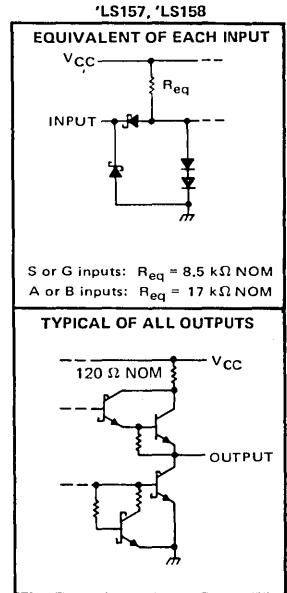 'LS157, 'LS158
EQUIVALENT OF EACH INPUT
VCC
Req
INPUT
S or G inputs: Req = 8.5 kΩ NOM
A or B inputs: Req = 17 kΩ NOM
TYPICAL OF ALL OUTPUTS
VCC
120 Ω NOM
OUTPUT